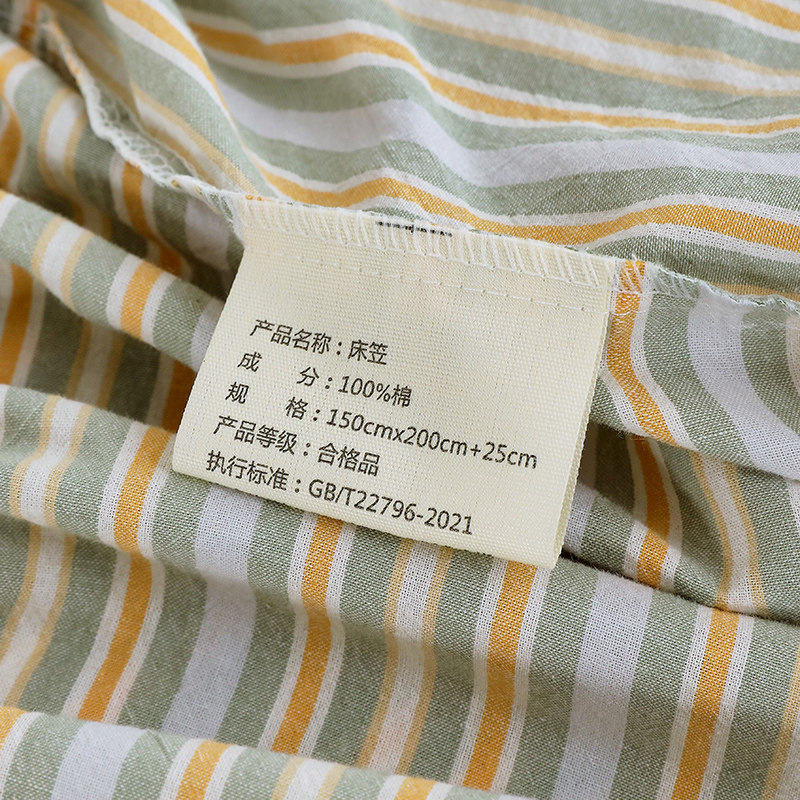 产品名称：床笠
成 分：100%棉
规 格：150cmx200cm+25cm
产品等级：合格品
执行标准：GB/T22796-2021